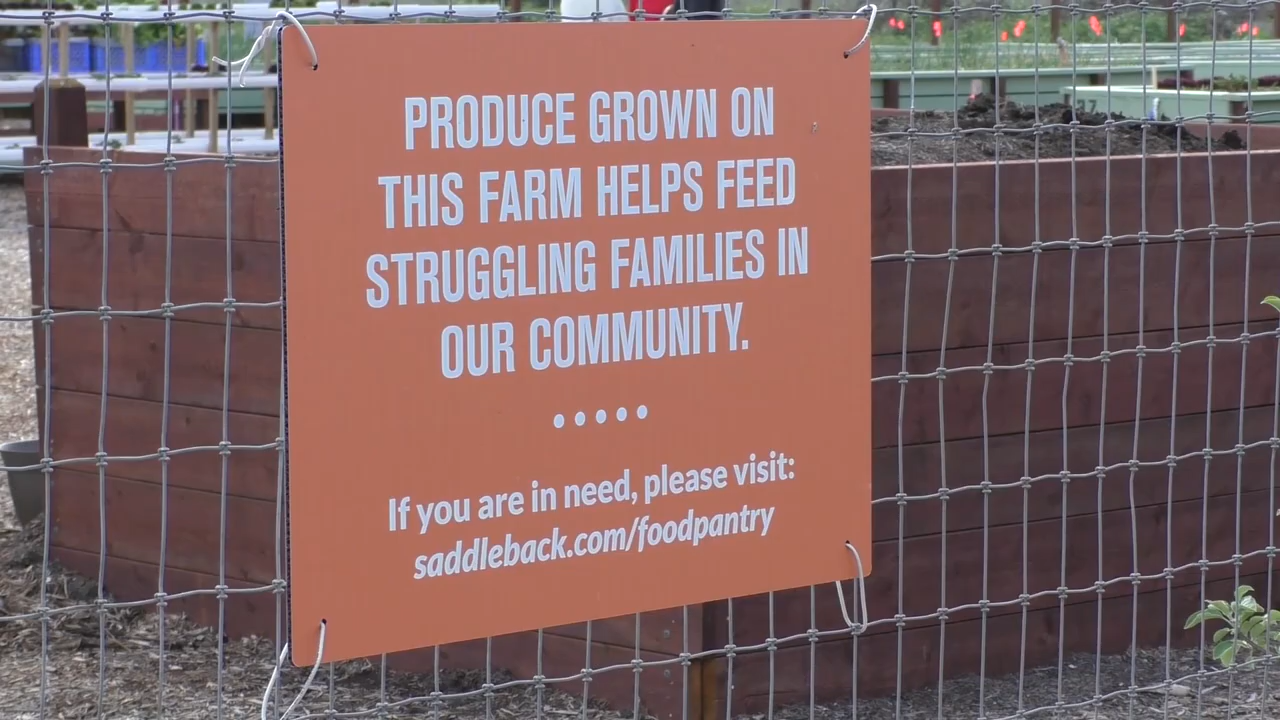 PRODUCE GROWN ON
THIS FARM HELPS FEED
STRUGGLING FAMILIES IN
OUR COMMUNITY.
If you are in need, please visit:
saddleback.com/foodpantry